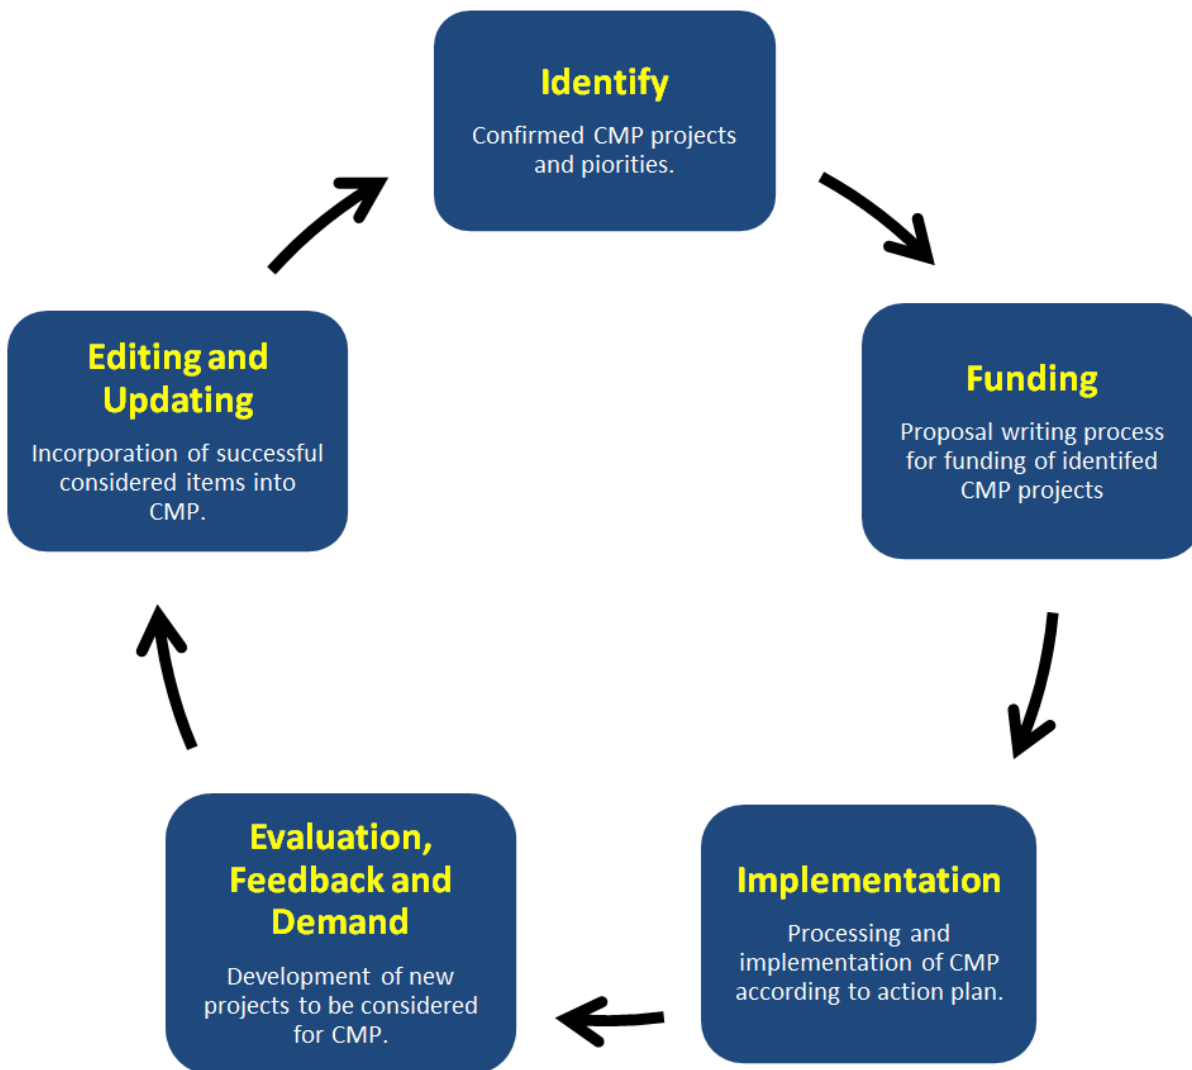 Identify
Confirmed CMP projects
and piorities.
Funding
Proposal writing process
for funding of identifed
CMP projects
Implementation
Processing and
implementation of CMP
according to action plan.
Evaluation,
Feedback and
Demand
Development of new
projects to be considered
for CMP.
Editing and
Updating
Incorporation of successful
considered items into
CMP.